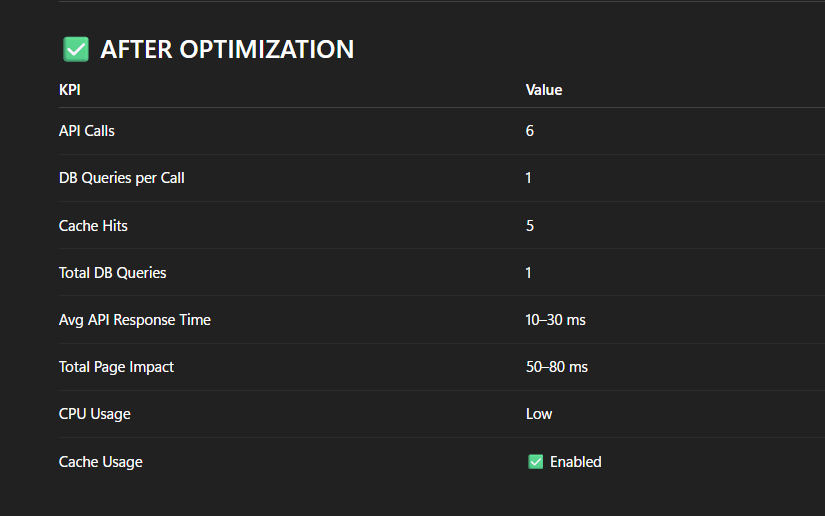 ✅ AFTER OPTIMIZATION
KPI Value
API Calls 6
DB Queries per Call 1
Cache Hits 5
Total DB Queries 1
Avg API Response Time 10–30 ms
Total Page Impact 50–80 ms
CPU Usage Low
Cache Usage ✅ Enabled